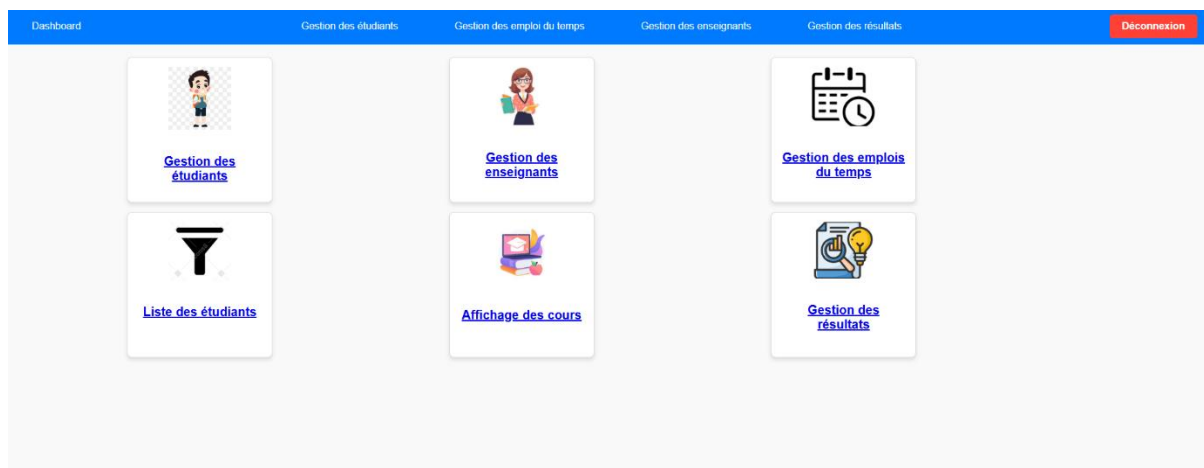 Dashboard
Gestion des étudiants
Gestion des emploi du temps
Gestion des enseignants
Gestion des résultats
Déconnexion
Gestion des
étudiants
Gestion des
enseignants
Gestion des emplois
du temps
Liste des étudiants
Affichage des cours
Gestion des
résultats